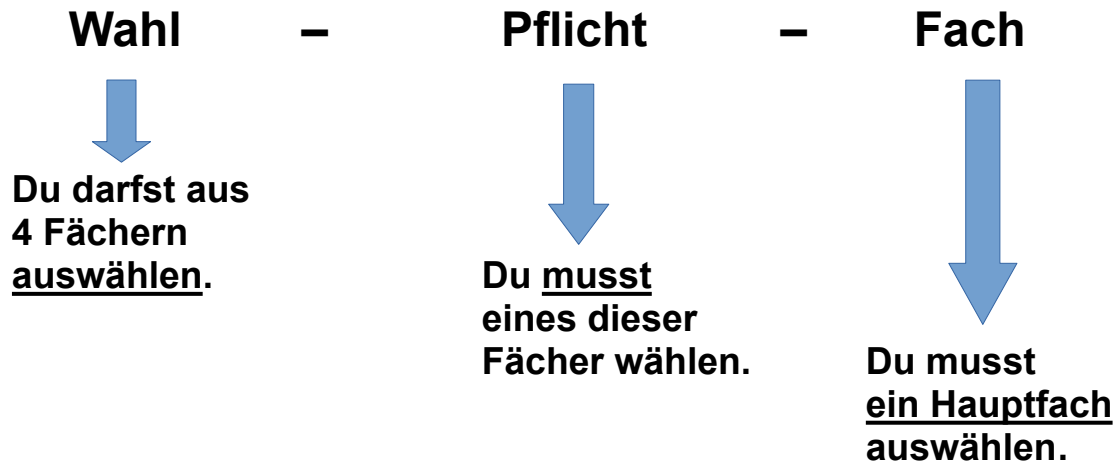 Wahl – Pflicht – Fach
Du darfst aus
4 Fächern
auswählen.
Du musst
eines dieser
Fächer wählen.
Du musst
ein Hauptfach
auswählen.